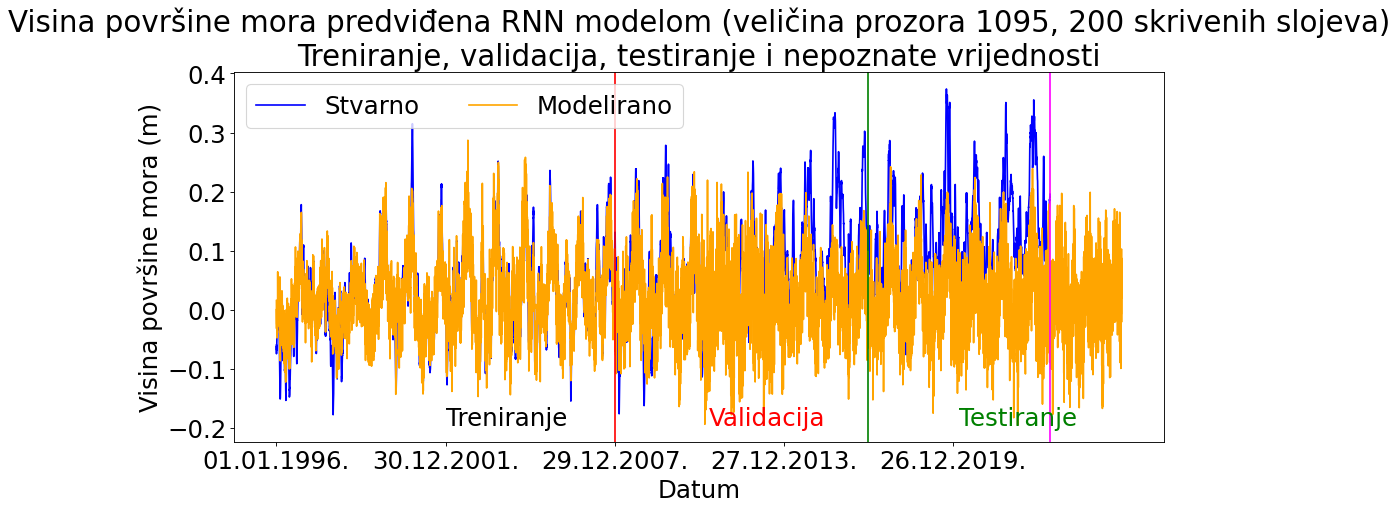 Visina površine mora predviđena RNN modelom (veličina prozora 1095, 200 skrivenih slojeva)
Treniranje, validacija, testiranje i nepoznate vrijednosti
Stvarno
Modelirano
Visina površine mora (m)
0.4
0.3
0.2
0.1
0.0
−0.1
−0.2
Treniranje
Validacija
Testiranje
01.01.1996.
30.12.2001.
29.12.2007.
27.12.2013.
26.12.2019.
Datum